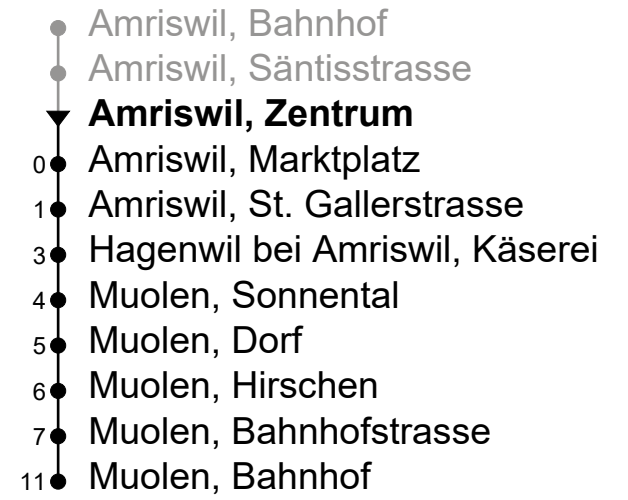 Amriswil, Bahnhof
Amriswil, Säntisstrasse
Amriswil, Zentrum
0 Amriswil, Marktplatz
1 Amriswil, St. Gallerstrasse
3 Hagenwil bei Amriswil, Käserei
4 Muolen, Sonnental
5 Muolen, Dorf
6 Muolen, Hirschen
7 Muolen, Bahnhofstrasse
11 Muolen, Bahnhof